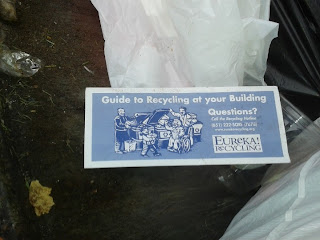 Guide to Recycling at your Building
Questions?
Call the Recycling Hotline
EUREKA!
RECYCLING